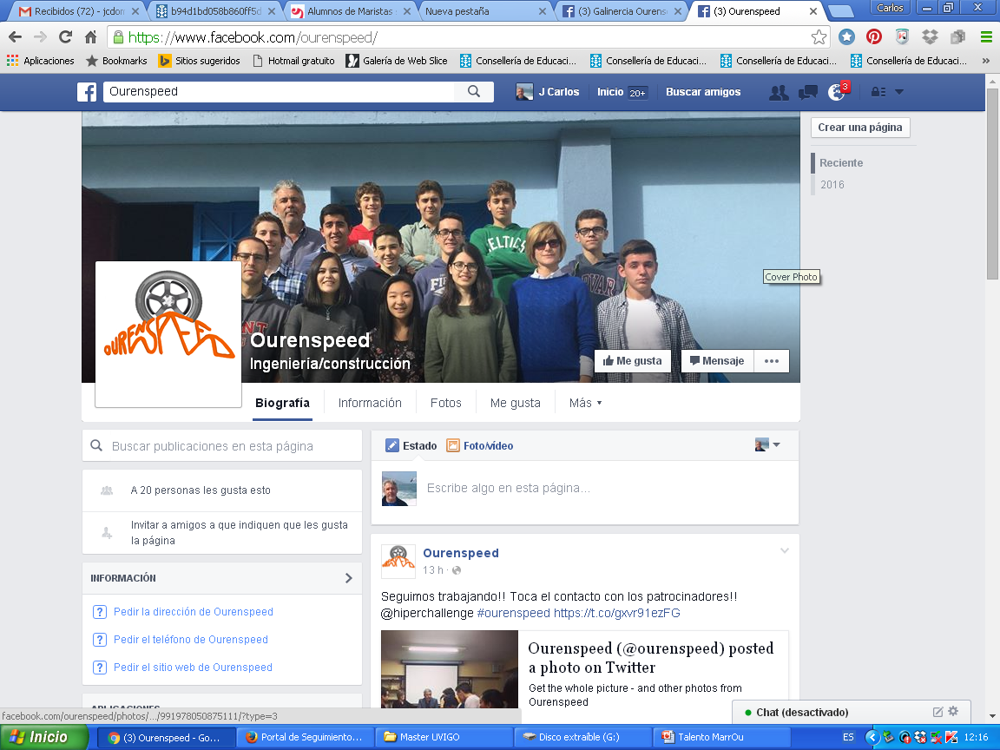 Recibidos (72) - jcdom
b94d1bd058b860ff5d
Alumnos de Maristas
Nueva pestaña
(3) Galinercia Ourens
(3) Ourenspeed
Carlos
https://www.facebook.com/ourenspeed/
Aplicaciones
Bookmarks
Sitios sugeridos
Hotmail gratuito
Galería de Web Slice
Consellería de Educaci...
Consellería de Educaci...
Consellería de Educaci...
Consellería de Educaci...
»
Ourenspeed
J Carlos
Inicio 20+
Buscar amigos
3
Crear una página
Reciente
2016
CELTICS
Cover Photo
OURENSPEED
Ourenspeed
Ingeniería/construcción
Me gusta
Mensaje
Biografía
Información
Fotos
Me gusta
Más
Buscar publicaciones en esta página
Estado
Foto/vídeo
Escribe algo en esta página...
A 20 personas les gusta esto
Invitar a amigos a que indiquen que les gusta
la página
INFORMACIÓN
? Pedir la dirección de Ourenspeed
? Pedir el teléfono de Ourenspeed
? Pedir el sitio web de Ourenspeed
APLICACIONES
Ourenspeed
13 h ·
Seguimos trabajando!! Toca el contacto con los patrocinadores!!
@hiperchallenge #ourenspeed https://t.co/gxvr91ezFG
Ourenspeed (@ourenspeed) posted
a photo on Twitter
Get the whole picture - and other photos from
Ourenspeed
Chat (desactivado)
facebook.com/ourenspeed/photos/.../991978050875111/?type=3
Inicio
(3) Ourenspeed - Go...
Portal de Seguimiento...
Master UVIGO
Disco extraíble (G:)
Talento MarrOu
ES
12:16